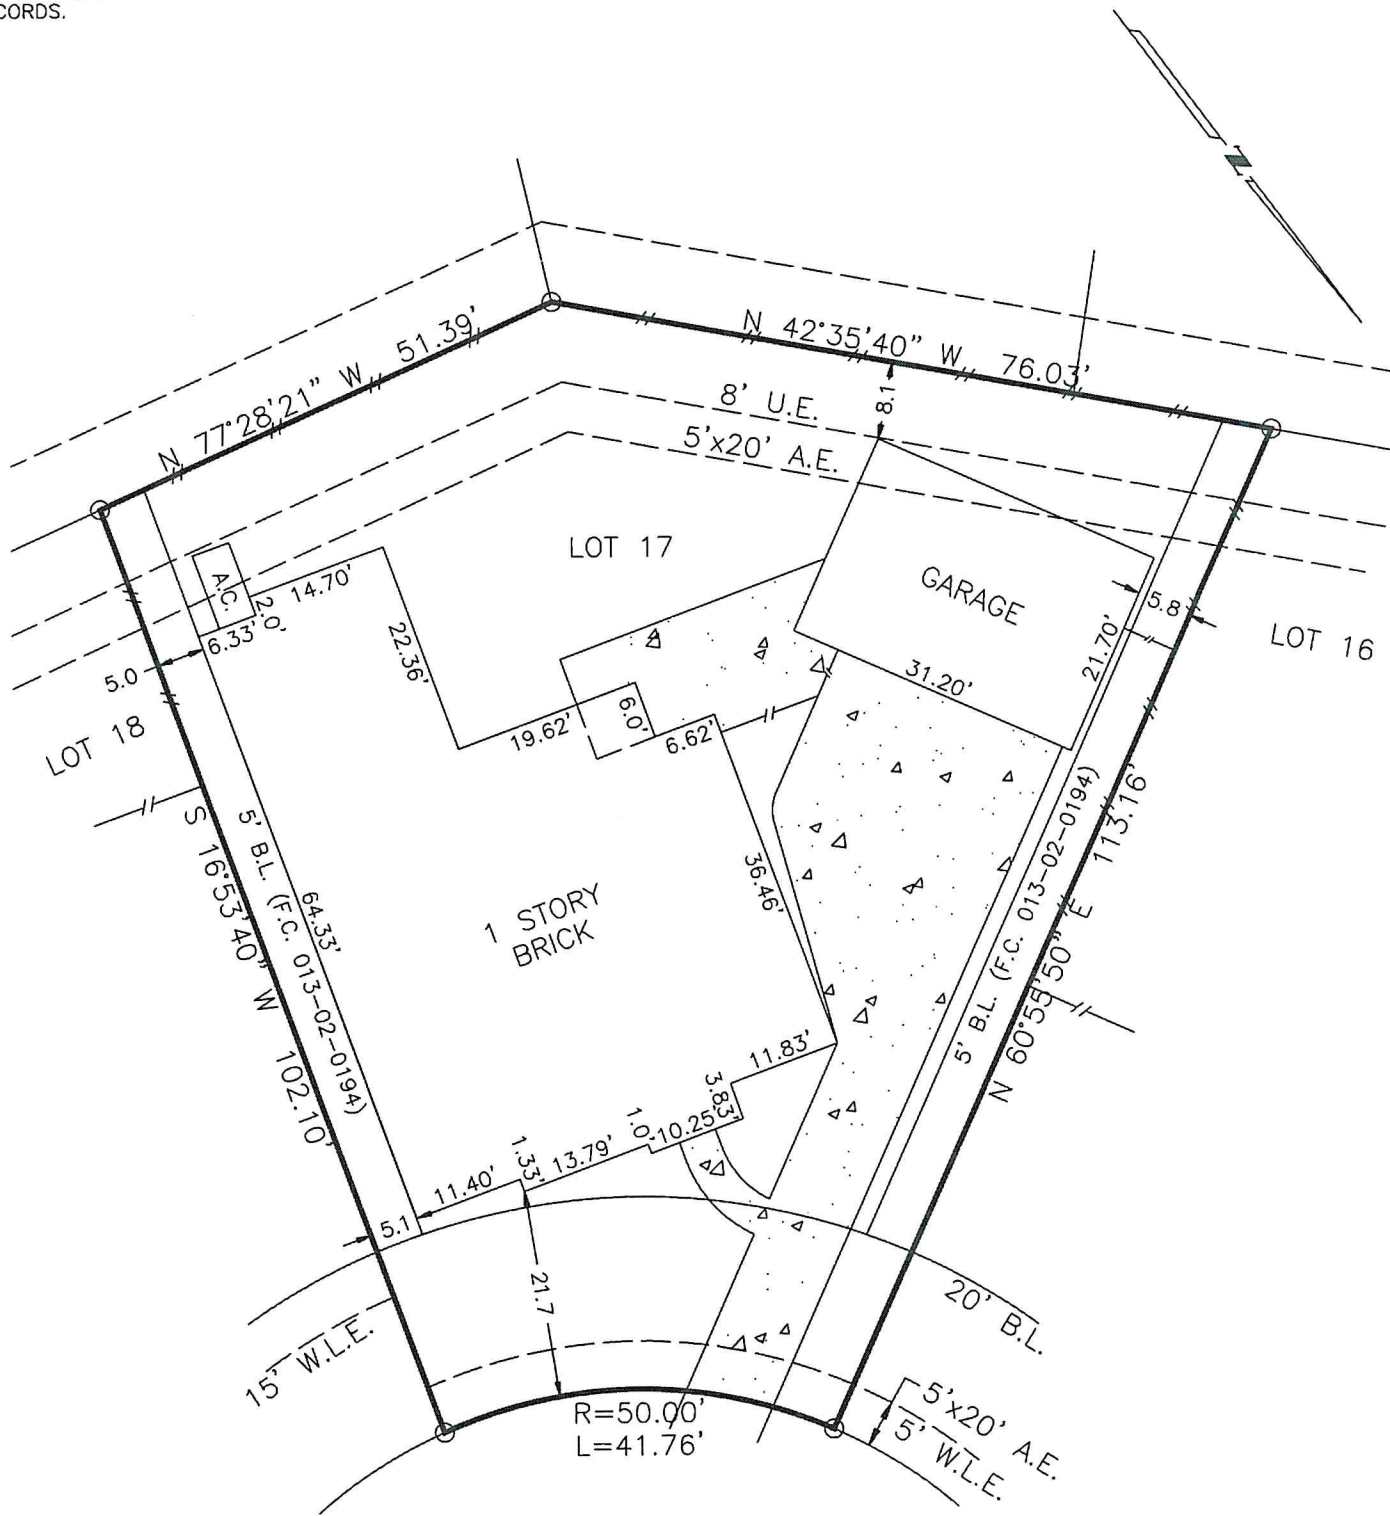 CORDS.
N
N 77°28'21" W 51.39'
N 42°35'40" W 76.03'
8.1
8' U.E.
5'x20' A.E.
LOT 17
A.C.
14.70'
2.0'
6.33'
22.36'
5.0
GARAGE
5.8
LOT 16
21.70'
31.20'
LOT 18
19.62'
6.0'
6.62'
S 16°53'40" W 102.10'
5' B.L. (F.C. 013-02-0194)
64.33'
36.46'
1 STORY
BRICK
5' B.L. (F.C. 013-02-0194)
N 60°55'50" E 113.16'
11.83'
3.83'
10.25'
1.0'
13.79'
1.33'
11.40'
5.1
21.7
20' B.L.
15' W.L.E.
R=50.00'
L=41.76'
5'x20' A.E.
5' W.L.E.